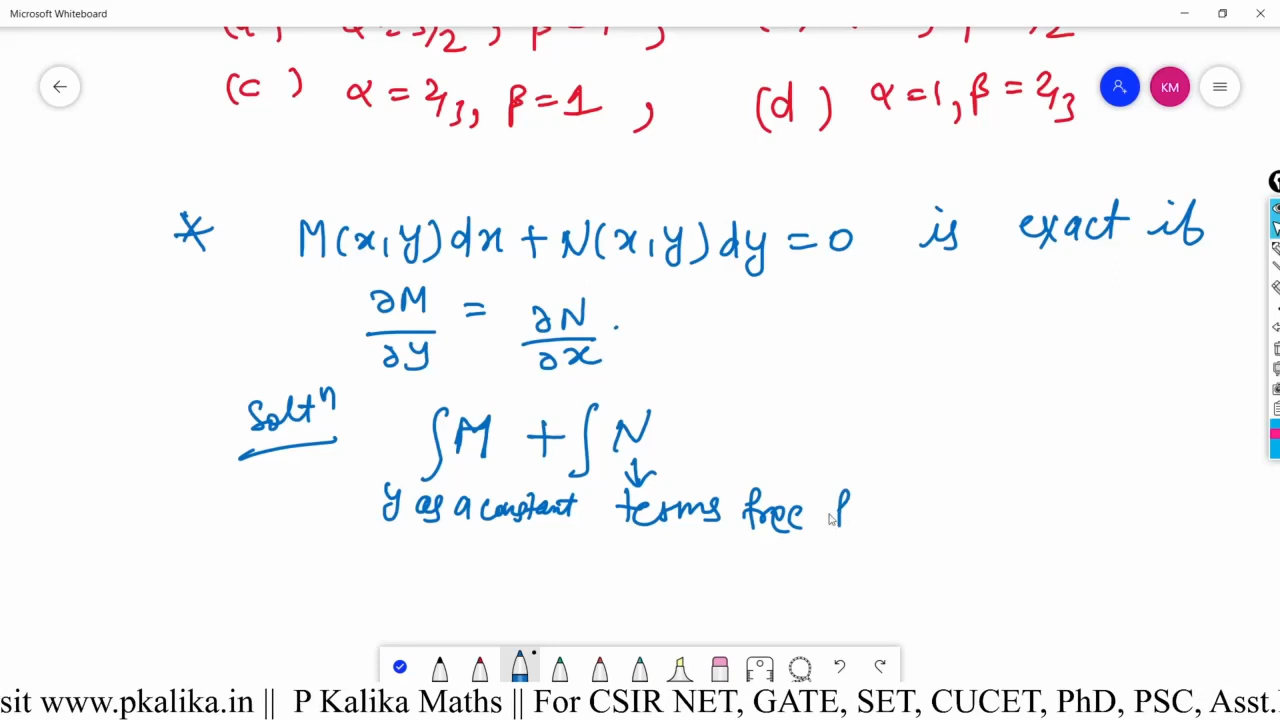 Microsoft Whiteboard
(c) α = 2/3, β = 1, (d) α = 1, β = 2/3
KM
* M(x,y)dx + N(x,y)dy = 0 is exact if
∂M/∂y = ∂N/∂x .
Soltⁿ ∫M + ∫N
y as a constant terms free
sit www.pkalika.in || P Kalika Maths || For CSIR NET, GATE, SET, CUCET, PhD, PSC, Asst.